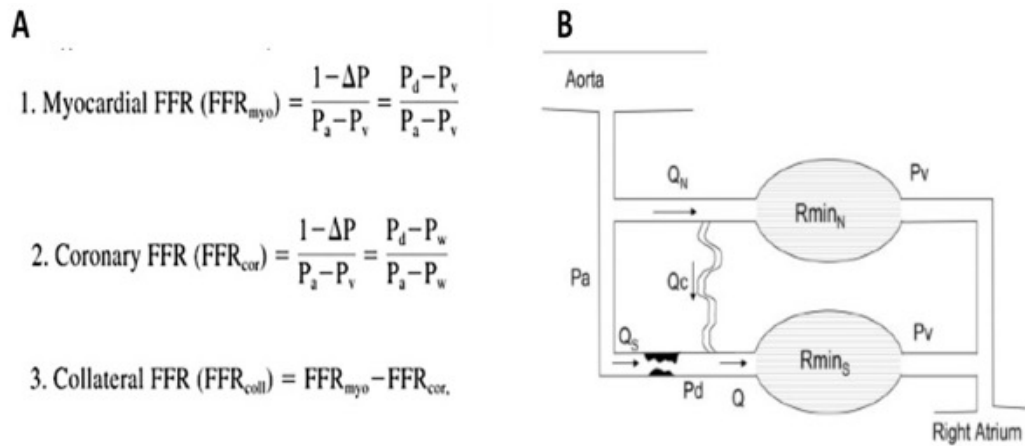 A
1. Myocardial FFR (FFRmyo) = 1−ΔP / Pa−Pv = Pd−Pv / Pa−Pv
2. Coronary FFR (FFRcor) = 1−ΔP / Pa−Pv = Pd−Pw / Pa−Pw
3. Collateral FFR (FFRcoll) = FFRmyo−FFRcor.
B
Aorta
QN
Pv
RminN
Pa
Qc
QS
Pv
RminS
Pd
Q
Right Atrium